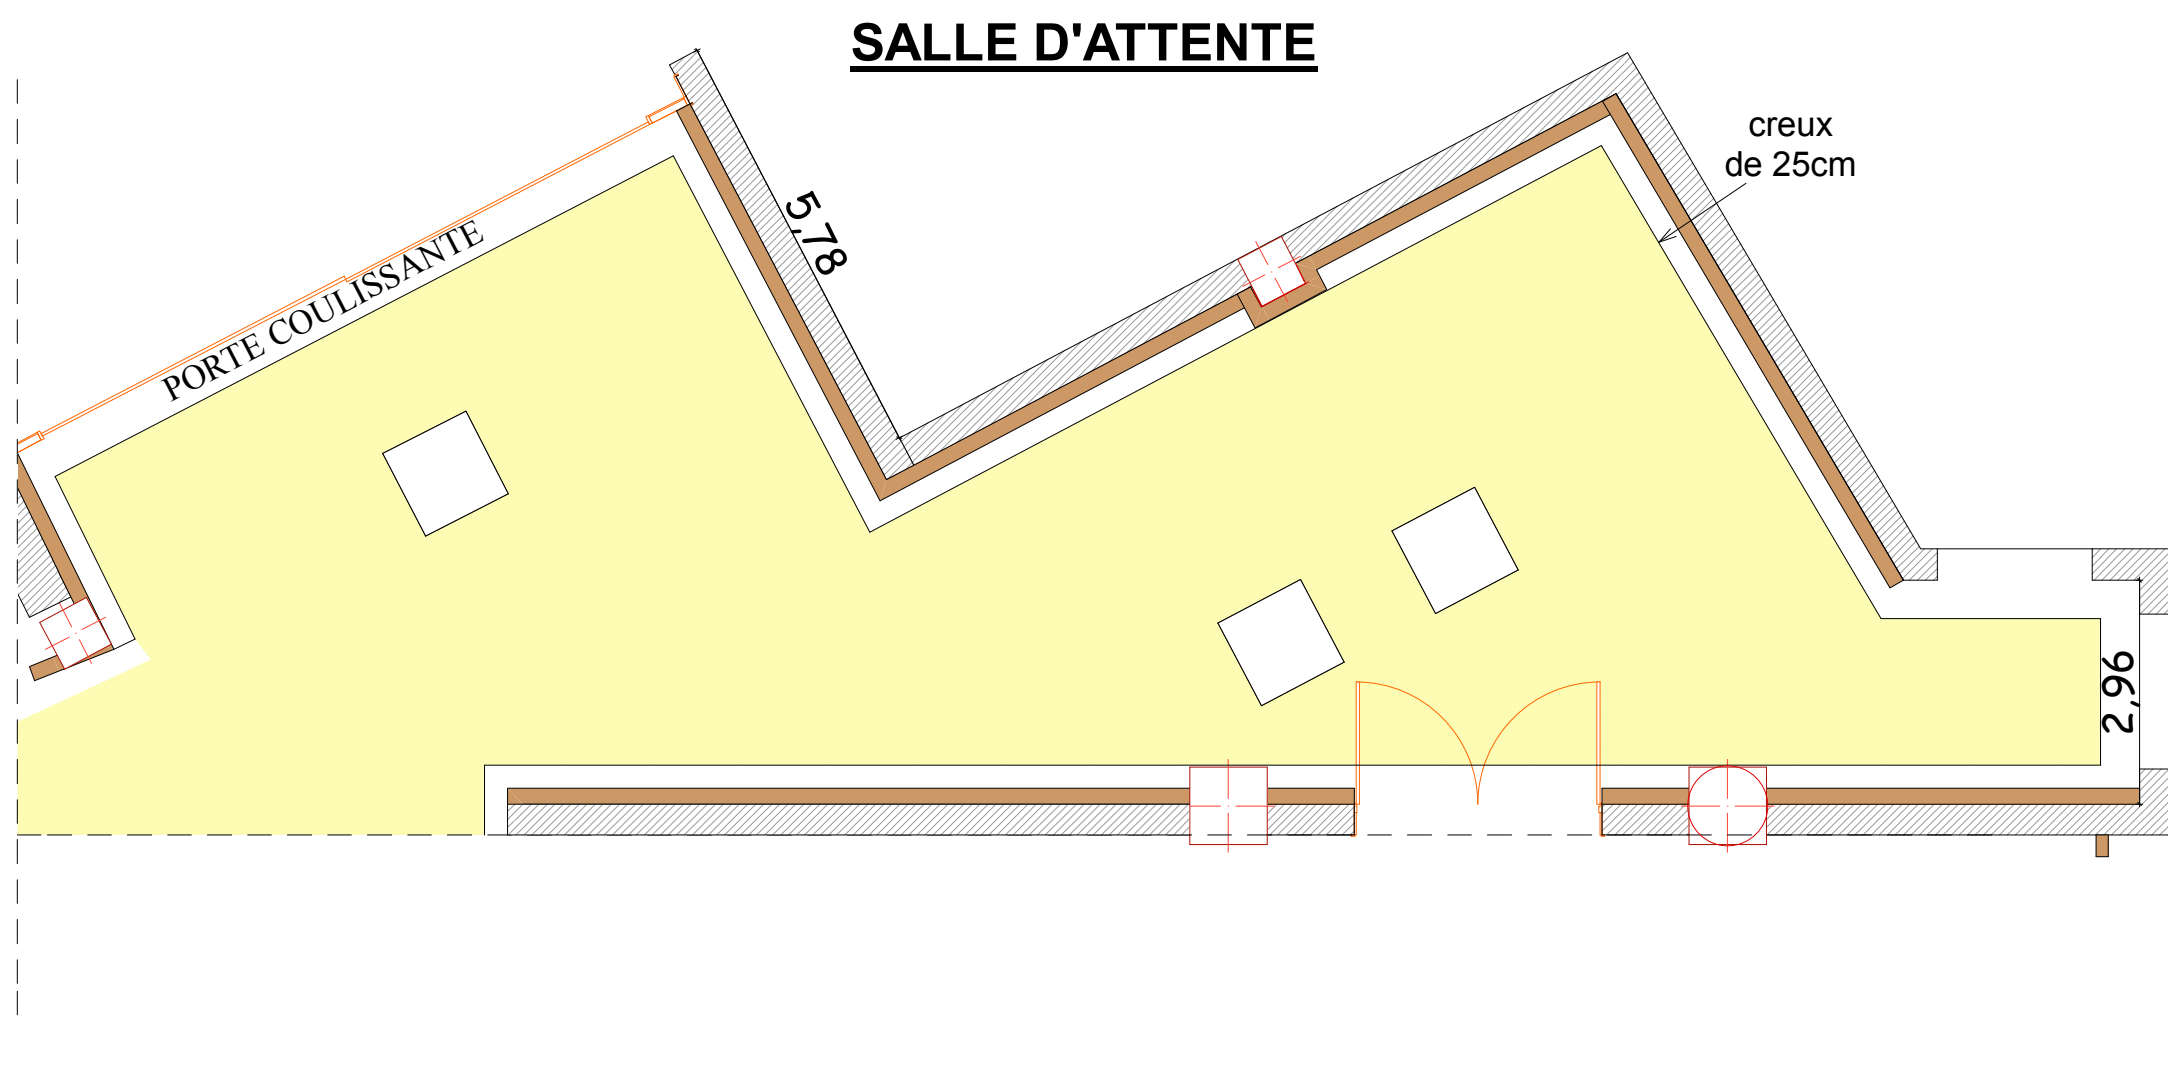 SALLE D'ATTENTE
creux
de 25cm
5,78
PORTE COULISSANTE
2,96